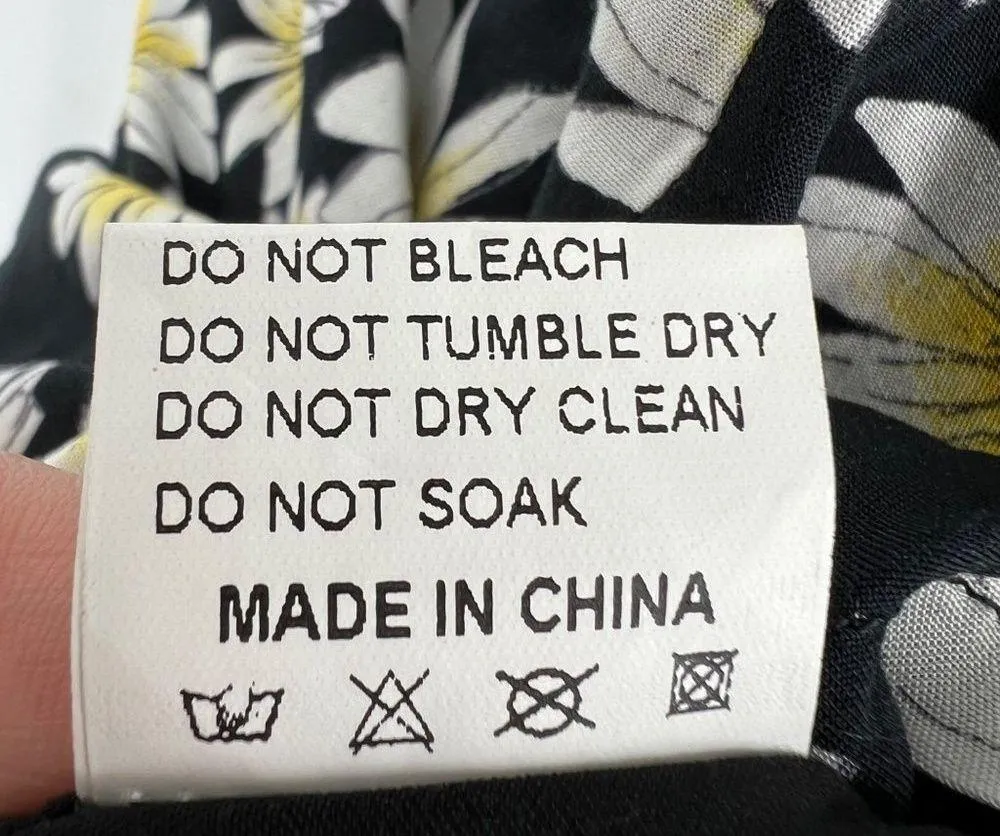 DO NOT BLEACH
DO NOT TUMBLE DRY
DO NOT DRY CLEAN
DO NOT SOAK
MADE IN CHINA